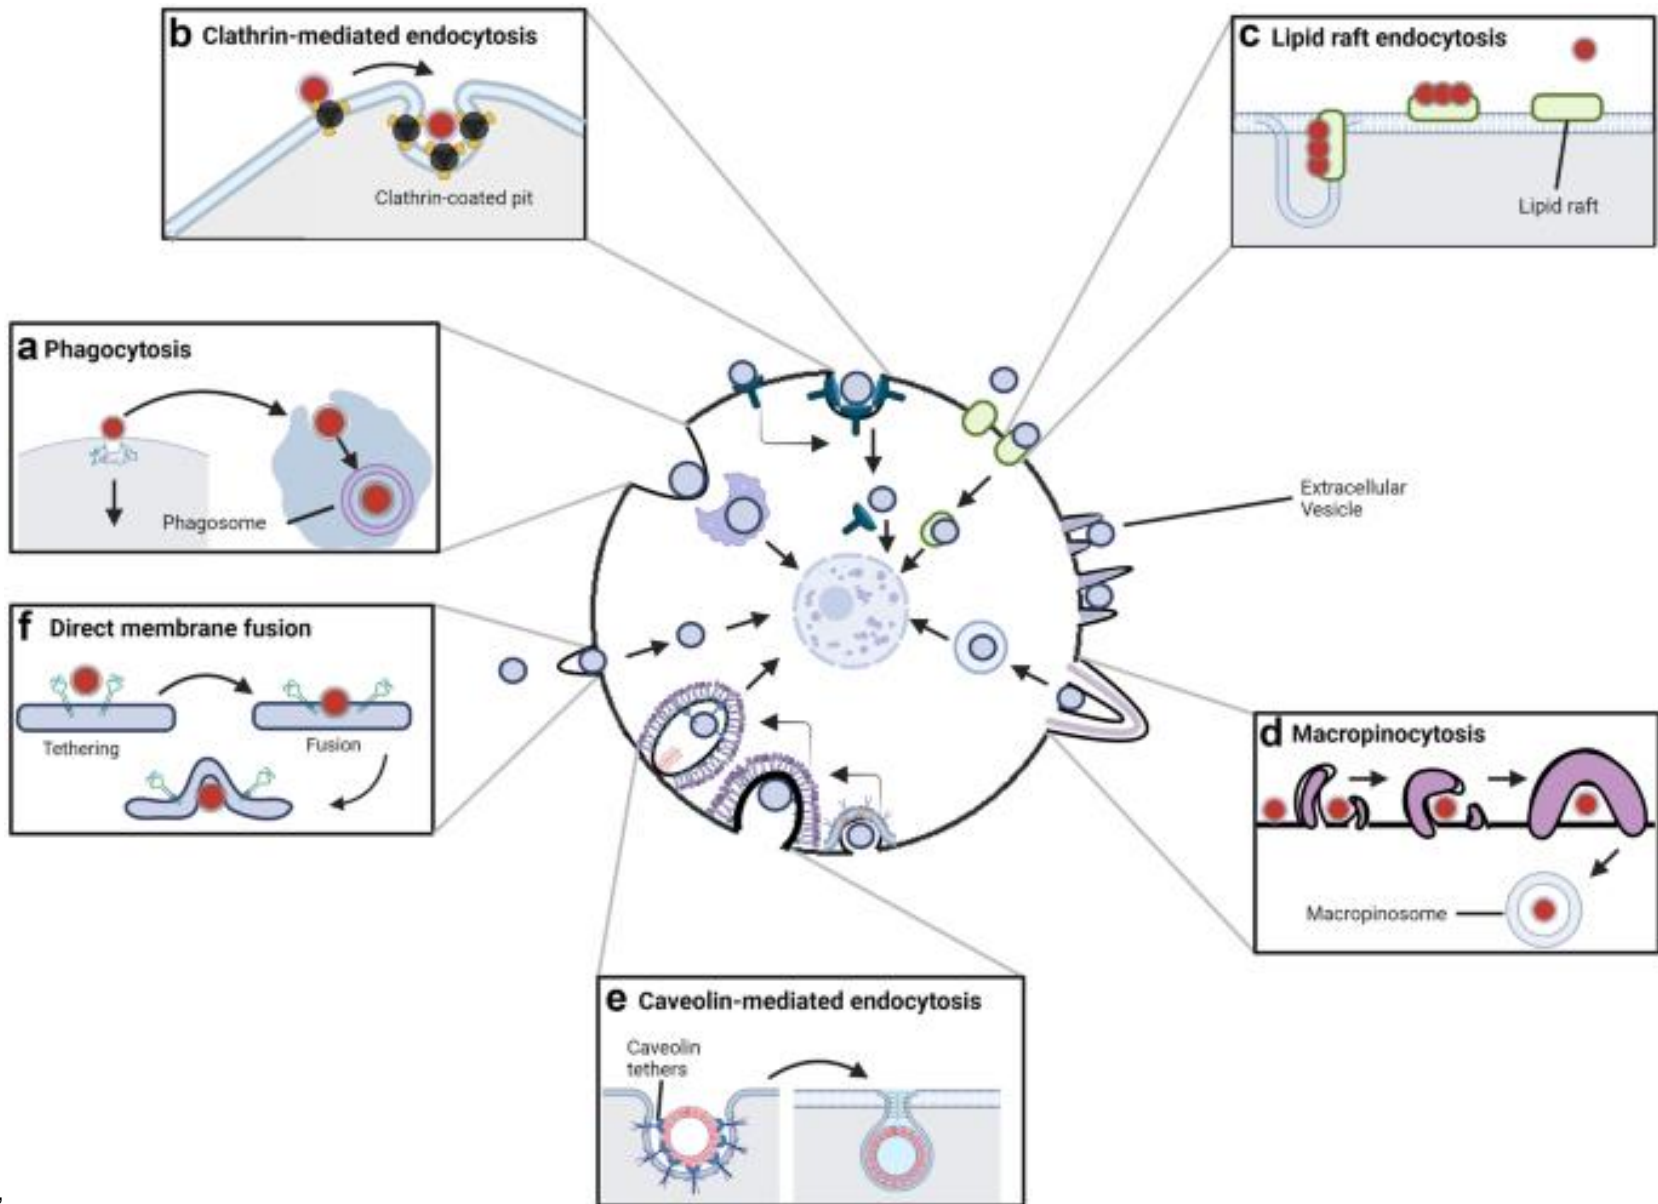 b Clathrin-mediated endocytosis
Clathrin-coated pit
c Lipid raft endocytosis
Lipid raft
a Phagocytosis
Phagosome
Extracellular
Vesicle
f Direct membrane fusion
Tethering
Fusion
d Macropinocytosis
Macropinosome
e Caveolin-mediated endocytosis
Caveolin
tethers